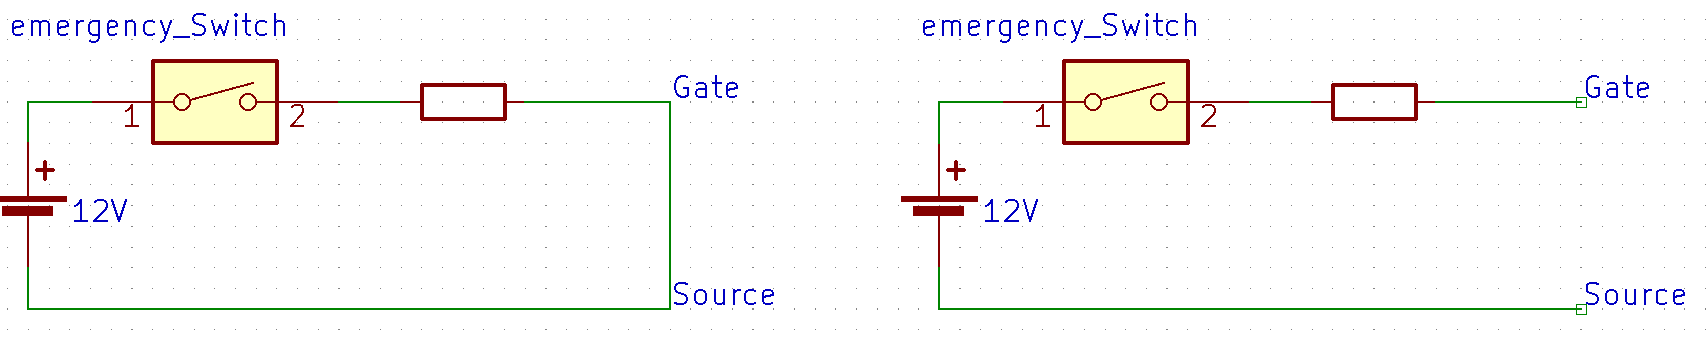 emergency_Switch
Gate
1
2
+
12V
Source
emergency_Switch
Gate
1
2
+
12V
Source